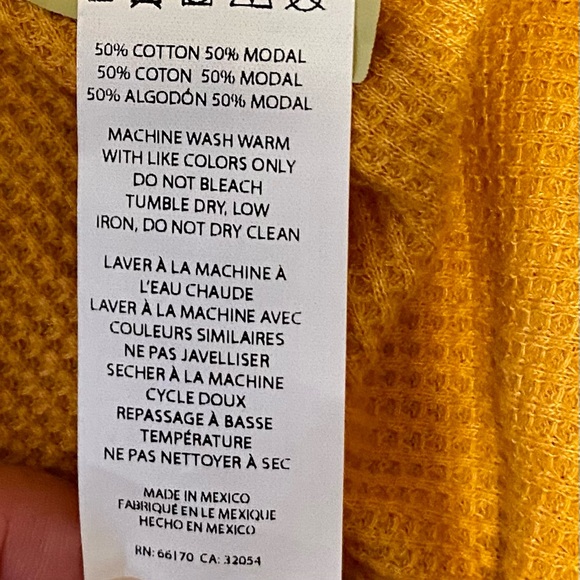 50% COTTON 50% MODAL
50% COTON 50% MODAL
50% ALGODÓN 50% MODAL
MACHINE WASH WARM
WITH LIKE COLORS ONLY
DO NOT BLEACH
TUMBLE DRY, LOW
IRON, DO NOT DRY CLEAN
LAVER À LA MACHINE À
L'EAU CHAUDE
LAVER À LA MACHINE AVEC
COULEURS SIMILAIRES
NE PAS JAVELLISER
SECHER À LA MACHINE
CYCLE DOUX
REPASSAGE À BASSE
TEMPÉRATURE
NE PAS NETTOYER À SEC
MADE IN MEXICO
FABRIQUÉ EN LE MEXIQUE
HECHO EN MEXICO
RN: 66170 CA: 32054